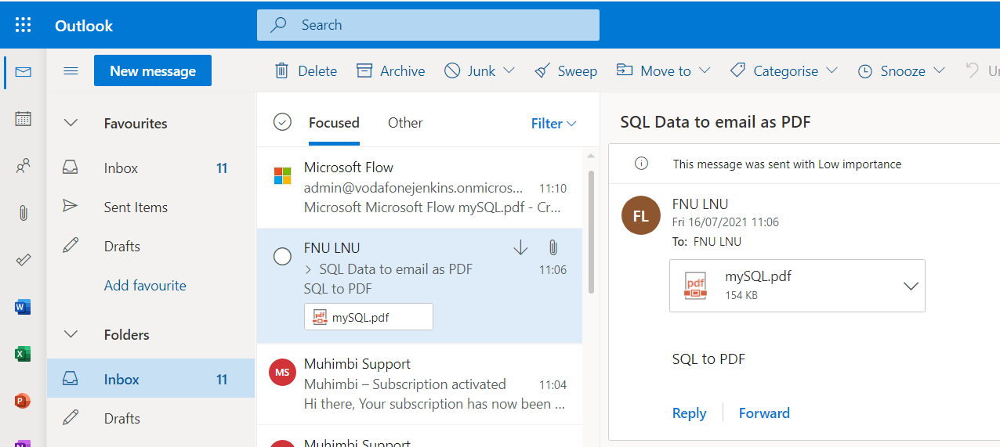 Outlook
Search
New message
Delete
Archive
Junk
Sweep
Move to
Categorise
Snooze
Favourites
Inbox 11
Sent Items
Drafts
Add favourite
Folders
Inbox 11
Drafts
Focused
Other
Filter
Microsoft Flow
admin@vodafonejenkins.onmicros... 11:10
Microsoft Microsoft Flow mySQL.pdf - Cr...
FNU LNU
> SQL Data to email as PDF 11:06
SQL to PDF
pdf mySQL.pdf
MS
Muhimbi Support
Muhimbi – Subscription activated 11:04
Hi there, Your subscription has now been ...
Muhimbi Support
SQL Data to email as PDF
This message was sent with Low importance
FL
FNU LNU
Fri 16/07/2021 11:06
To: FNU LNU
pdf
mySQL.pdf
154 KB
SQL to PDF
Reply
Forward